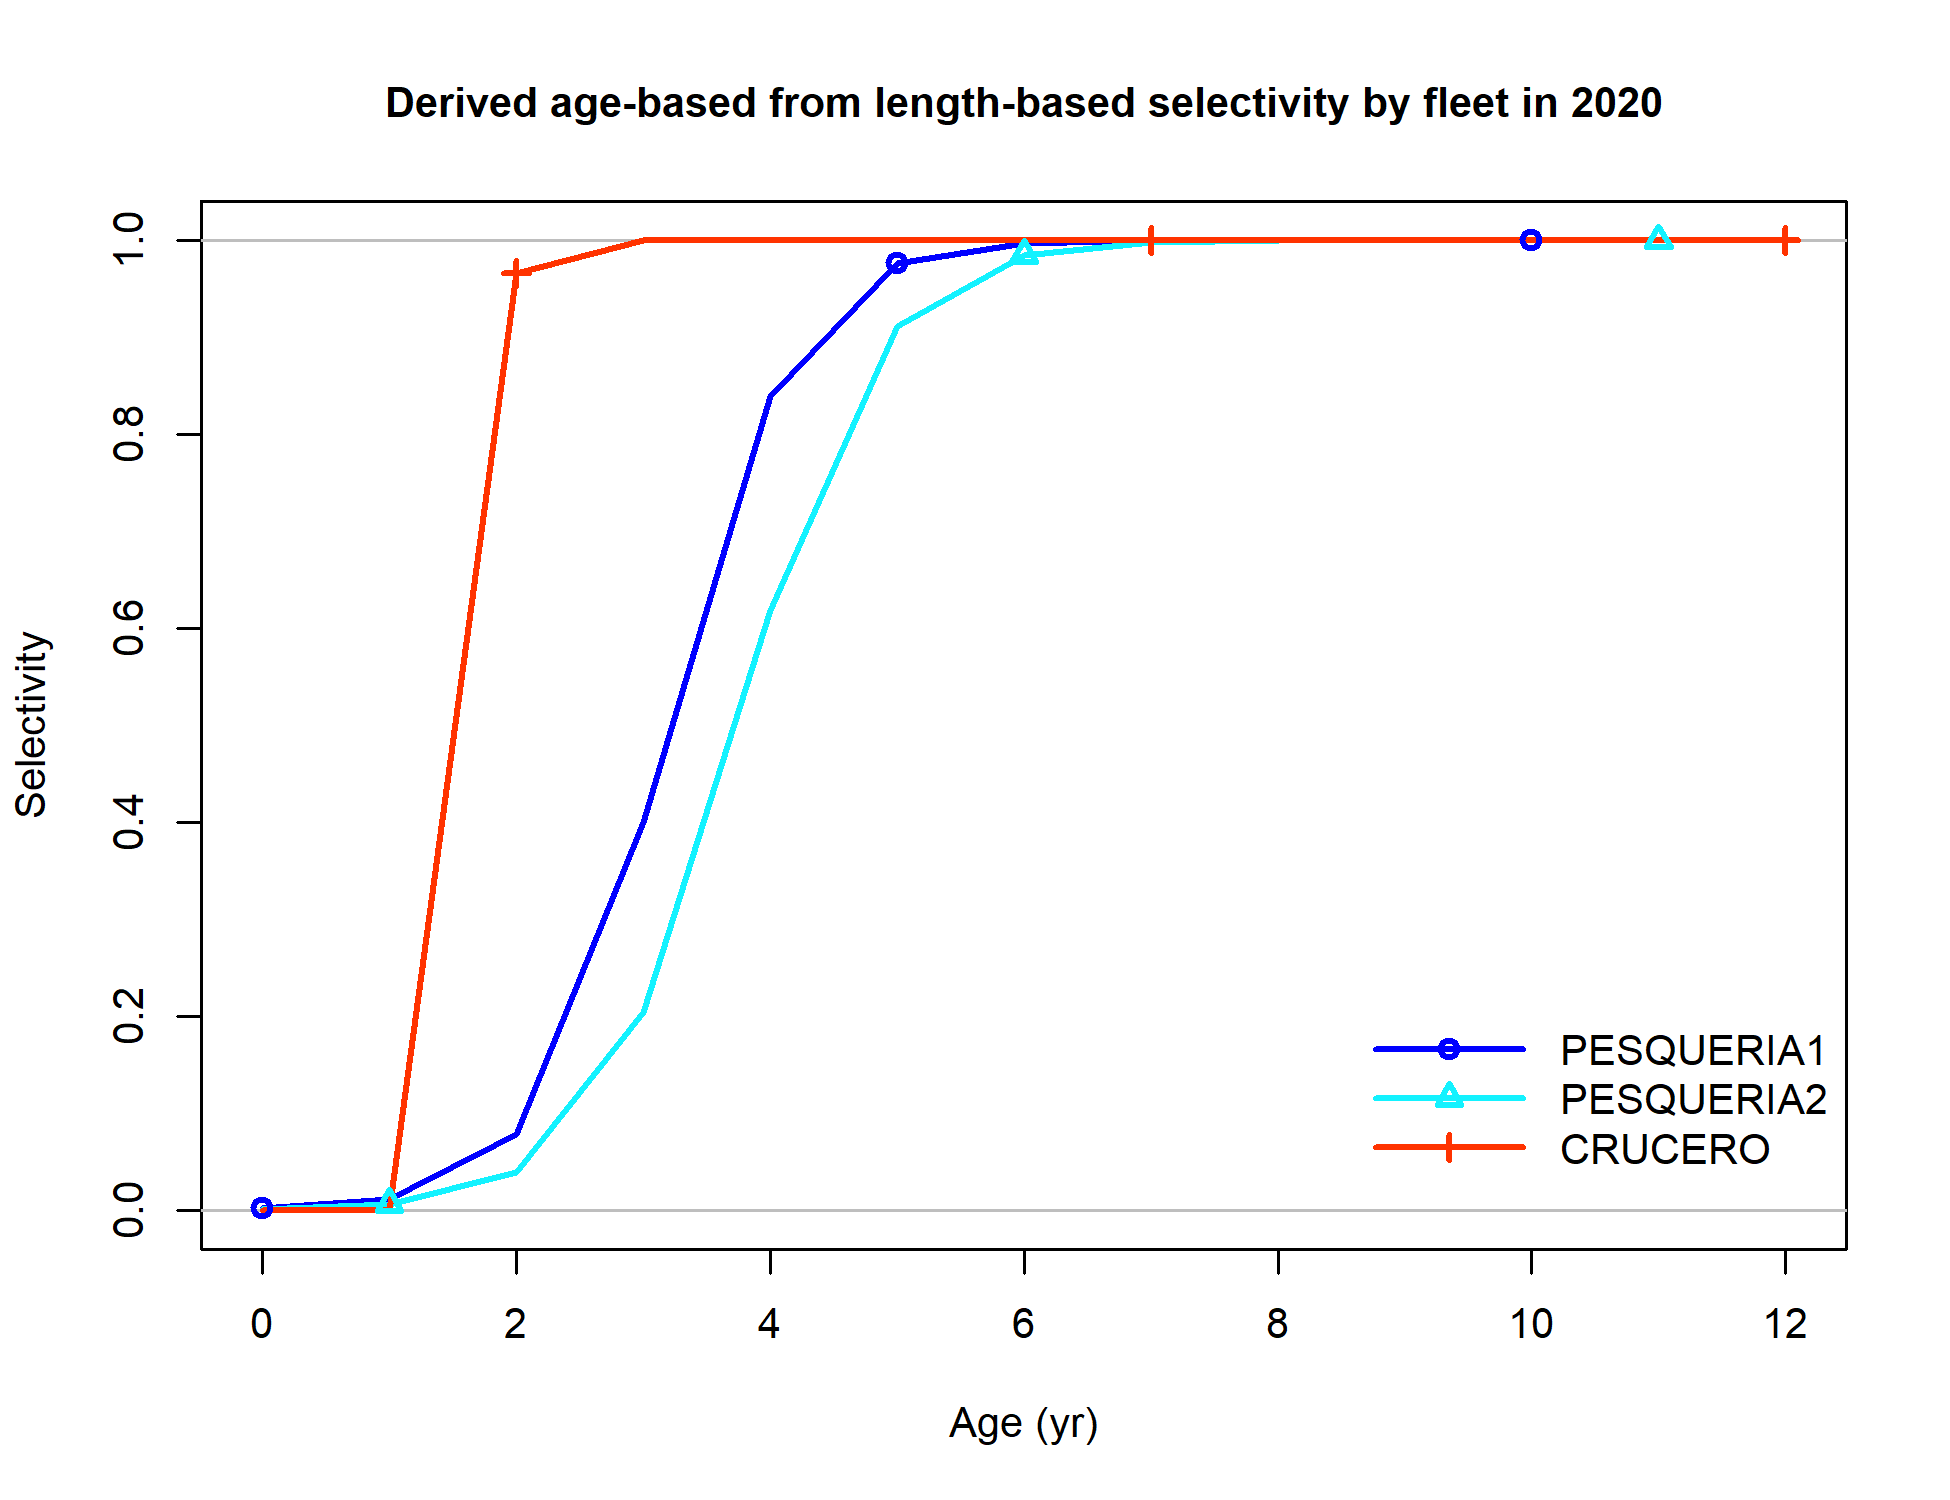 Derived age-based from length-based selectivity by fleet in 2020
Selectivity
1.0
0.8
0.6
0.4
0.2
0.0
PESQUERIA1
PESQUERIA2
CRUCERO
0 2 4 6 8 10 12
Age (yr)